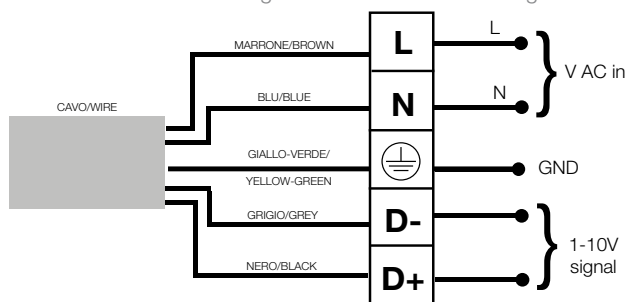 MARRONE/BROWN
L
L
V AC in
BLU/BLUE
N
N
CAVO/WIRE
GIALLO-VERDE/
YELLOW-GREEN
GND
GRIGIO/GREY
D-
1-10V
signal
NERO/BLACK
D+